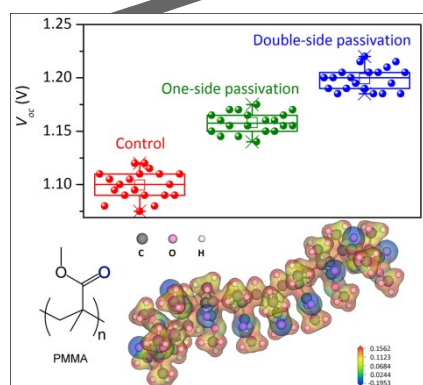 1.25
1.20
1.15
1.10
V_oc (V)
Double-side passivation
One-side passivation
Control
C O H
O
O
n
PMMA
0.1562
0.1123
0.0684
0.0244
-0.1953